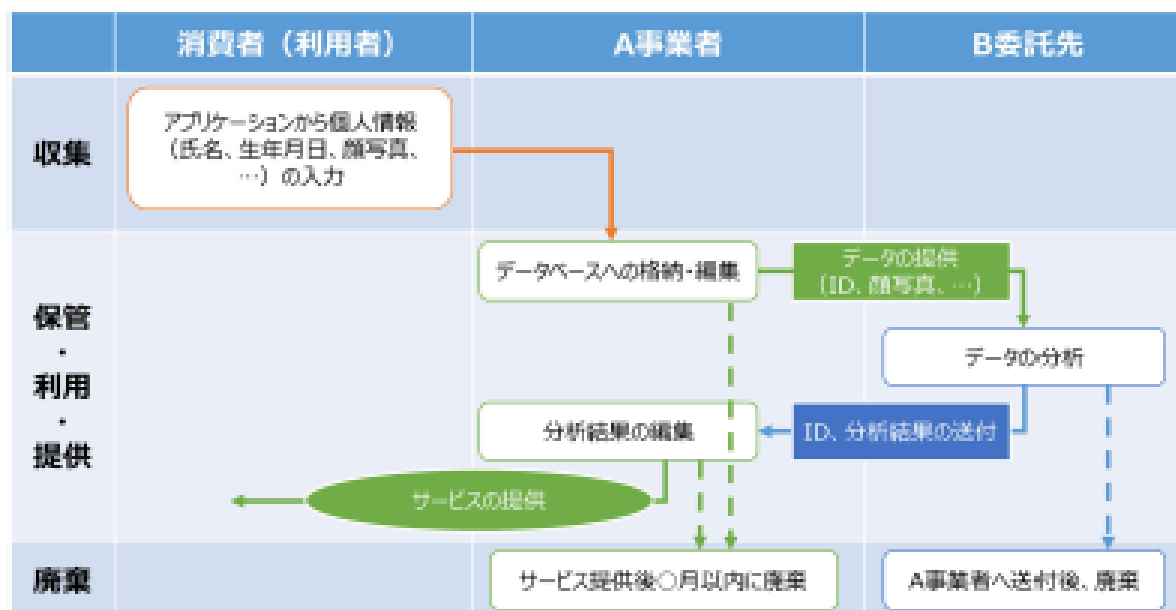 消費者（利用者）
A事業者
B委託先
収集
アプリケーションから個人情報
（氏名、生年月日、顔写真、
…）の入力
保管
・
利用
・
提供
データベースへの格納・編集
データの提供
（ID、顔写真、…）
データの分析
分析結果の編集
ID、分析結果の送付
サービスの提供
廃棄
サービス提供後○月以内に廃棄
A事業者へ送付後、廃棄